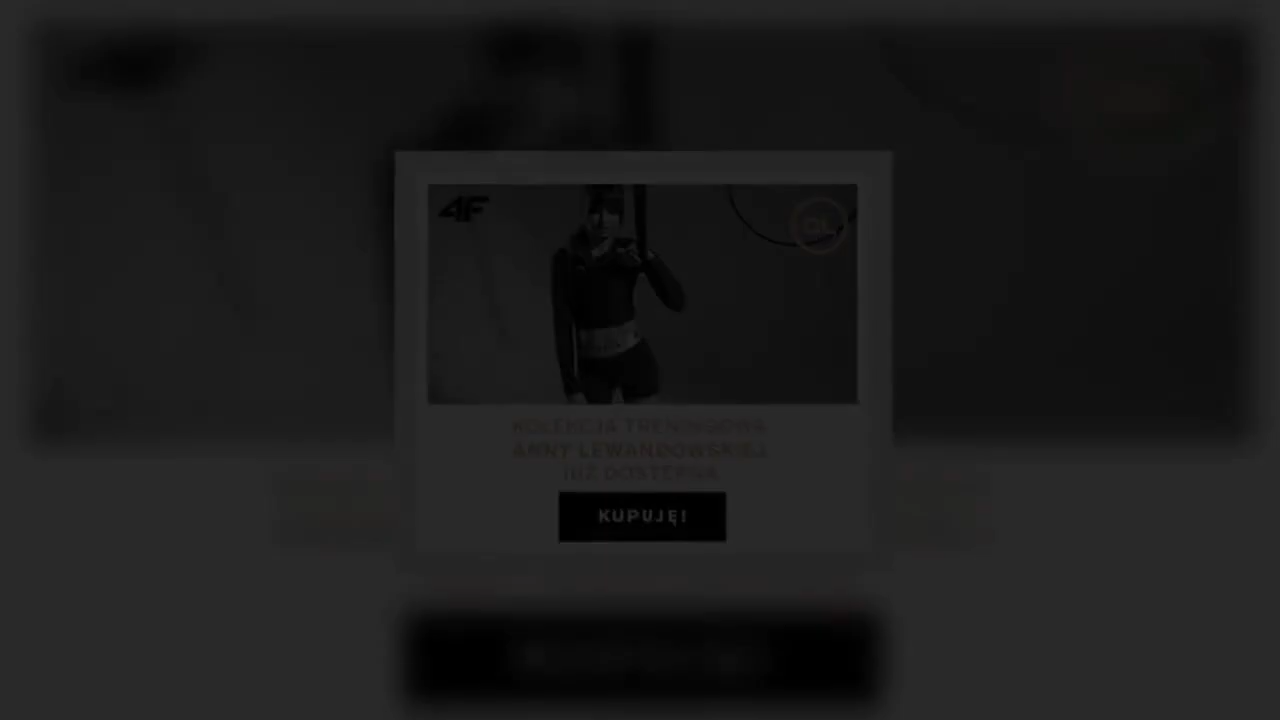 4F
KOLEKCJA TRENINGOWA
ANNY LEWANDOWSKIEJ
JUŻ DOSTĘPNA
KUPUJĘ!